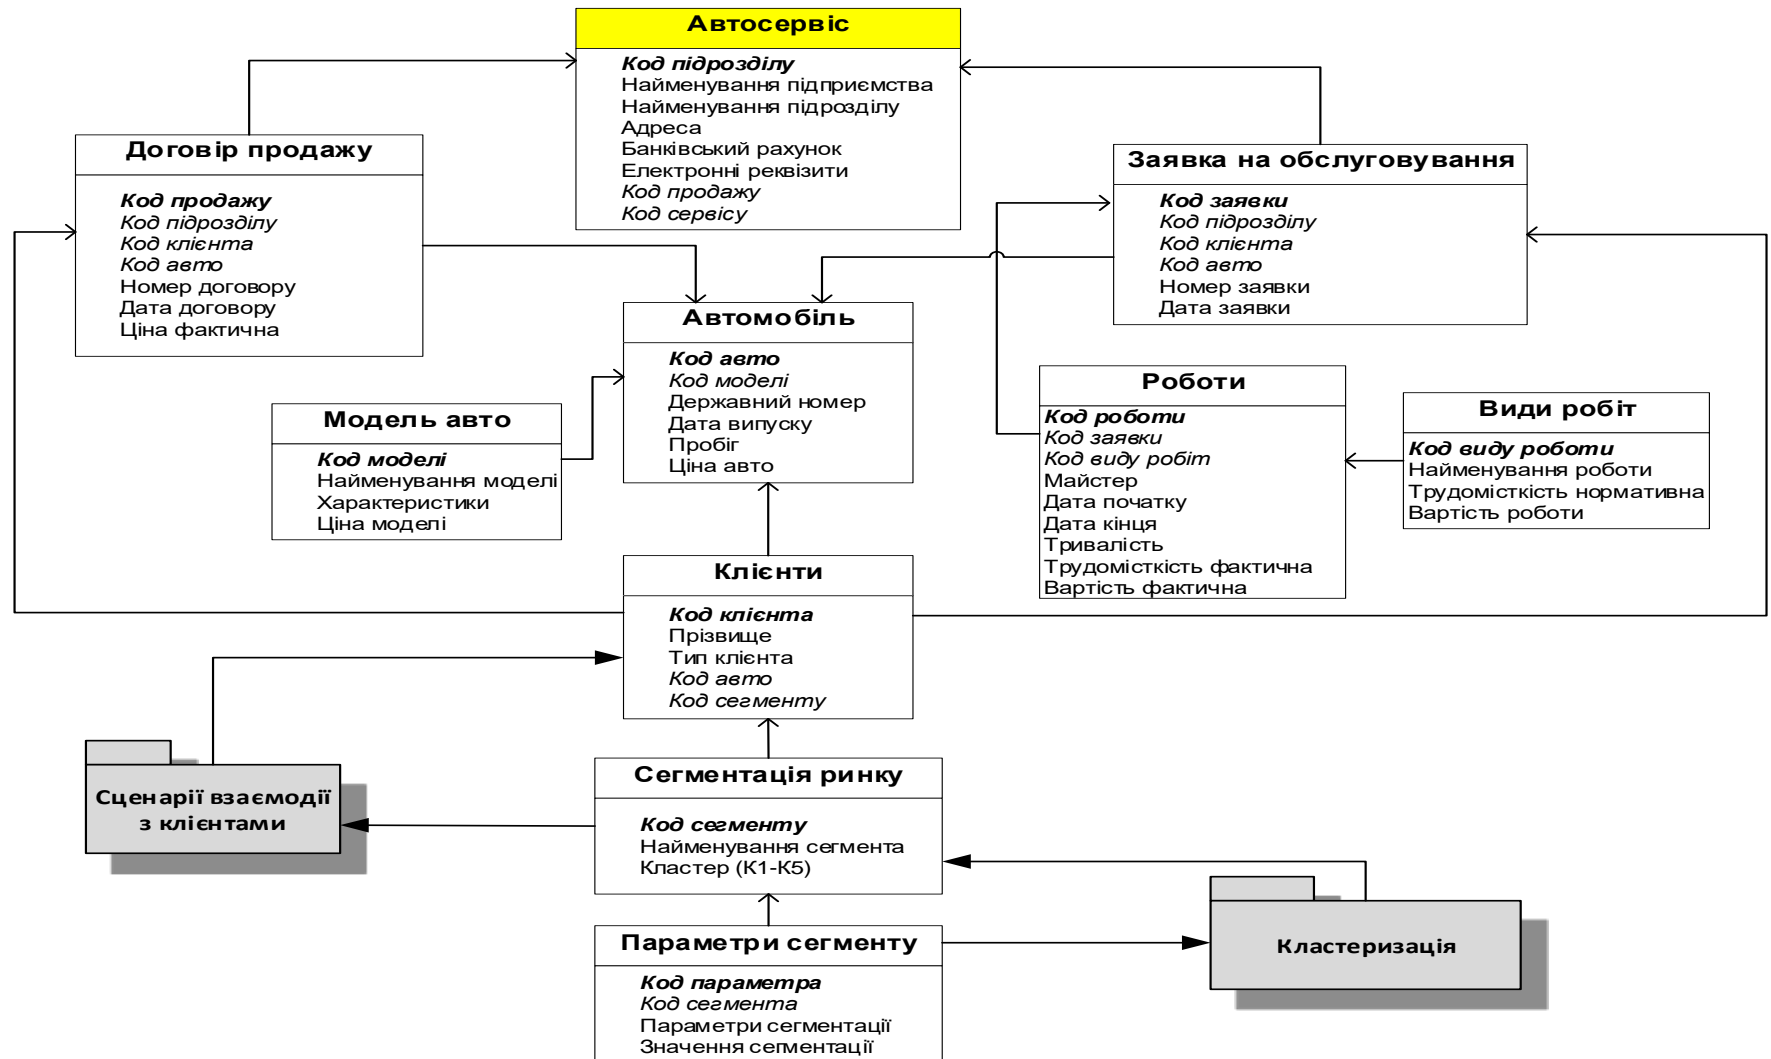 Автосервіс
Код підрозділу
Найменування підприємства
Найменування підрозділу
Адреса
Банківський рахунок
Електронні реквізити
Код продажу
Код сервісу
Договір продажу
Код продажу
Код підрозділу
Код клієнта
Код авто
Номер договору
Дата договору
Ціна фактична
Заявка на обслуговування
Код заявки
Код підрозділу
Код клієнта
Код авто
Номер заявки
Дата заявки
Автомобіль
Код авто
Код моделі
Державний номер
Дата випуску
Пробіг
Ціна авто
Модель авто
Код моделі
Найменування моделі
Характеристики
Ціна моделі
Роботи
Код роботи
Код заявки
Код виду робіт
Майстер
Дата початку
Дата кінця
Тривалість
Трудомісткість фактична
Вартість фактична
Види робіт
Код виду роботи
Найменування роботи
Трудомісткість нормативна
Вартість роботи
Клієнти
Код клієнта
Прізвище
Тип клієнта
Код авто
Код сегменту
Сценарії взаємодії
з клієнтами
Сегментація ринку
Код сегменту
Найменування сегмента
Кластер (К1-К5)
Параметри сегменту
Код параметра
Код сегмента
Параметри сегментації
Значення сегментації
Кластеризація